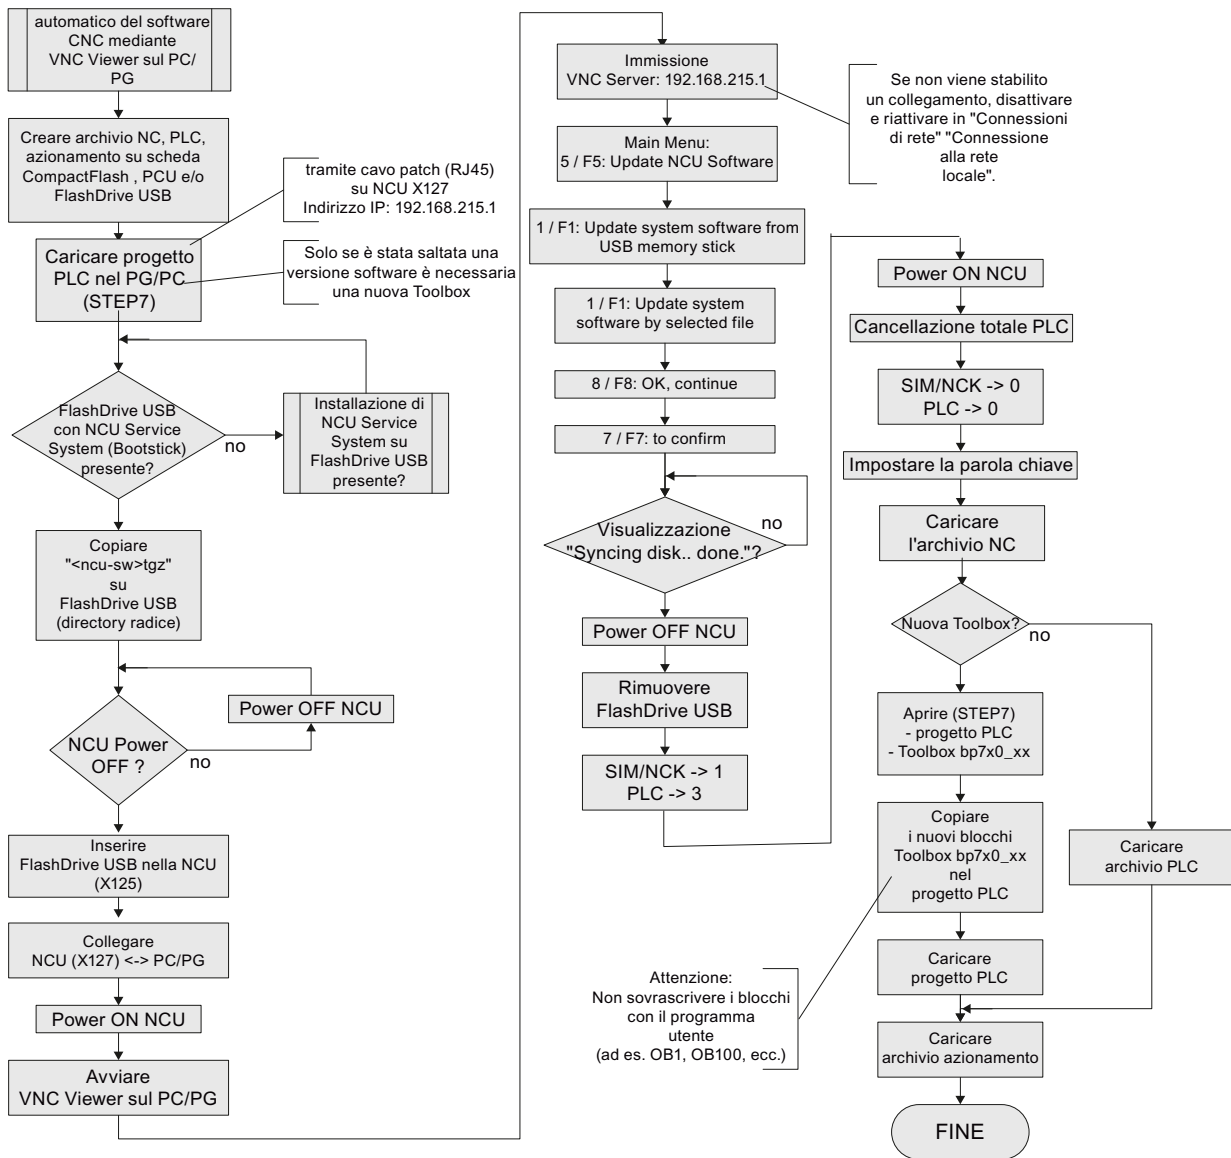 automatico del software
CNC mediante
VNC Viewer sul PC/
PG
Creare archivio NC, PLC,
azionamento su scheda
CompactFlash , PCU e/o
FlashDrive USB
tramite cavo patch (RJ45)
su NCU X127
Indirizzo IP: 192.168.215.1
Caricare progetto
PLC nel PG/PC
(STEP7)
Solo se è stata saltata una
versione software è necessaria
una nuova Toolbox
FlashDrive USB
con NCU Service
System (Bootstick)
presente?
no
Installazione di
NCU Service
System su
FlashDrive USB
presente?
Copiare
"<ncu-sw>tgz"
su
FlashDrive USB
(directory radice)
Power OFF NCU
NCU Power
OFF ?
no
Inserire
FlashDrive USB nella NCU
(X125)
Collegare
NCU (X127) <-> PC/PG
Power ON NCU
Avviare
VNC Viewer sul PC/PG
Immissione
VNC Server: 192.168.215.1
Se non viene stabilito
un collegamento, disattivare
e riattivare in "Connessioni
di rete" "Connessione
alla rete
locale".
Main Menu:
5 / F5: Update NCU Software
1 / F1: Update system software from
USB memory stick
1 / F1: Update system
software by selected file
8 / F8: OK, continue
7 / F7: to confirm
Visualizzazione
"Syncing disk.. done."?
no
Power OFF NCU
Rimuovere
FlashDrive USB
SIM/NCK -> 1
PLC -> 3
Power ON NCU
Cancellazione totale PLC
SIM/NCK -> 0
PLC -> 0
Impostare la parola chiave
Caricare
l'archivio NC
Nuova Toolbox?
no
Aprire (STEP7)
- progetto PLC
- Toolbox bp7x0_xx
Copiare
i nuovi blocchi
Toolbox bp7x0_xx
nel
progetto PLC
Caricare
archivio PLC
Attenzione:
Non sovrascrivere i blocchi
con il programma
utente
(ad es. OB1, OB100, ecc.)
Caricare
progetto PLC
Caricare
archivio azionamento
FINE